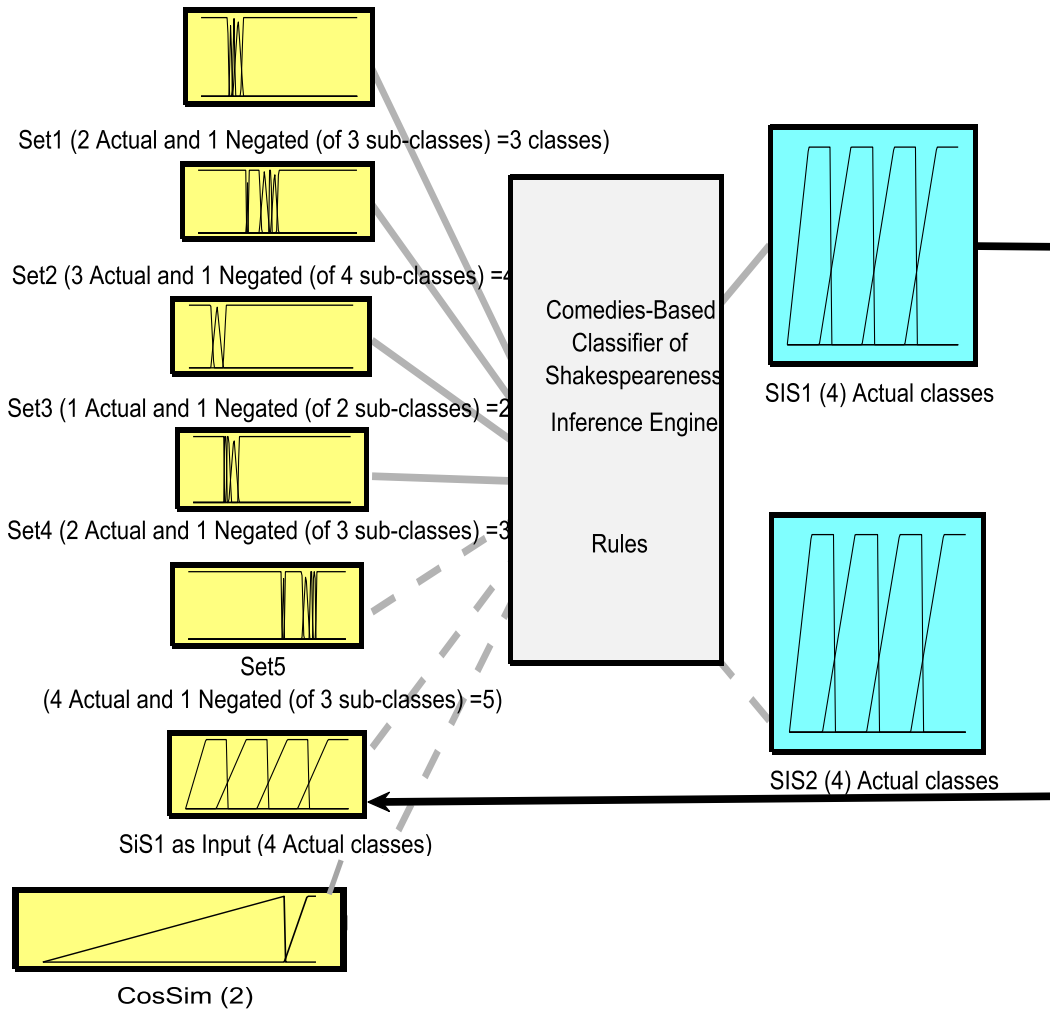 Set1 (2 Actual and 1 Negated (of 3 sub-classes) =3 classes)
Set2 (3 Actual and 1 Negated (of 4 sub-classes) =4
Set3 (1 Actual and 1 Negated (of 2 sub-classes) =2
Set4 (2 Actual and 1 Negated (of 3 sub-classes) =3
Set5
(4 Actual and 1 Negated (of 3 sub-classes) =5)
SiS1 as Input (4 Actual classes)
CosSim (2)
Comedies-Based
Classifier of
Shakespeareness
Inference Engine
Rules
SIS1 (4) Actual classes
SIS2 (4) Actual classes